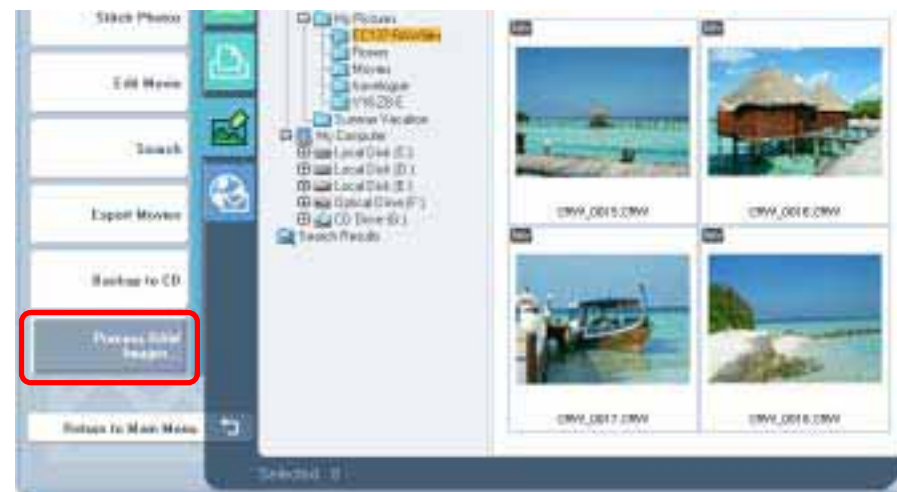 Stitch Photos
Edit Movie
Search
Export Movies
Backup to CD
Process RAW
Images
Return to Main Menu
My Pictures
Flower
Movies
Travelogue
Summer Vacation
My Computer
Local Disk (C:)
Local Disk (D:)
Local Disk (E:)
Optical Drive (F:)
CD Drive (G:)
Search Results
CRW_0015.CRW
CRW_0016.CRW
CRW_0017.CRW
CRW_0018.CRW
Selected : 0